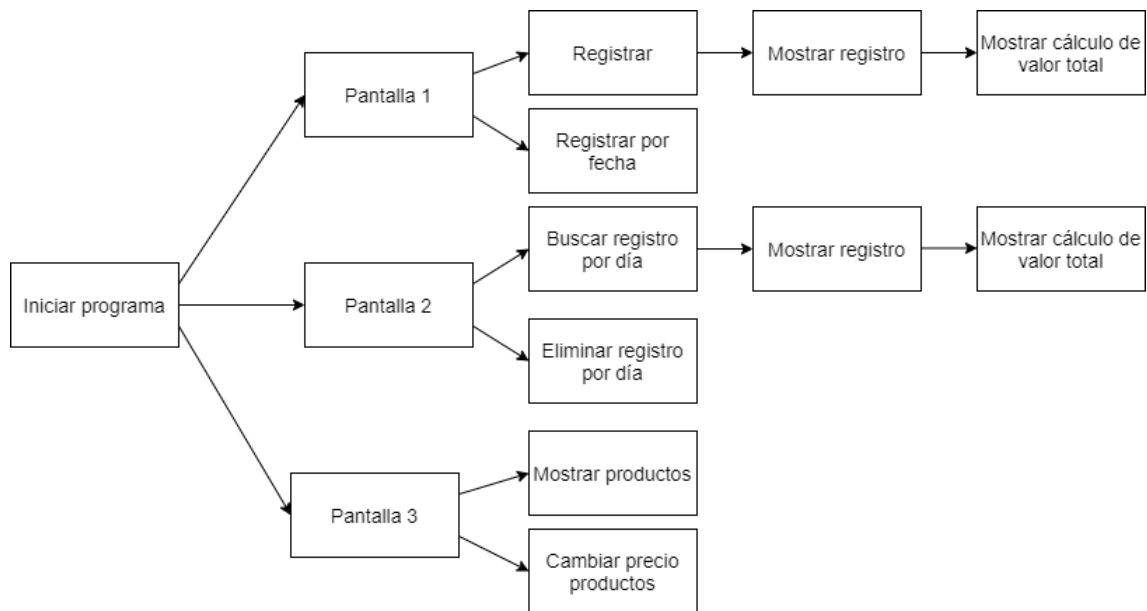 Registrar
Mostrar registro
Mostrar cálculo de
valor total
Pantalla 1
Registrar por
fecha
Buscar registro
por día
Mostrar registro
Mostrar cálculo de
valor total
Iniciar programa
Pantalla 2
Eliminar registro
por día
Mostrar productos
Pantalla 3
Cambiar precio
productos